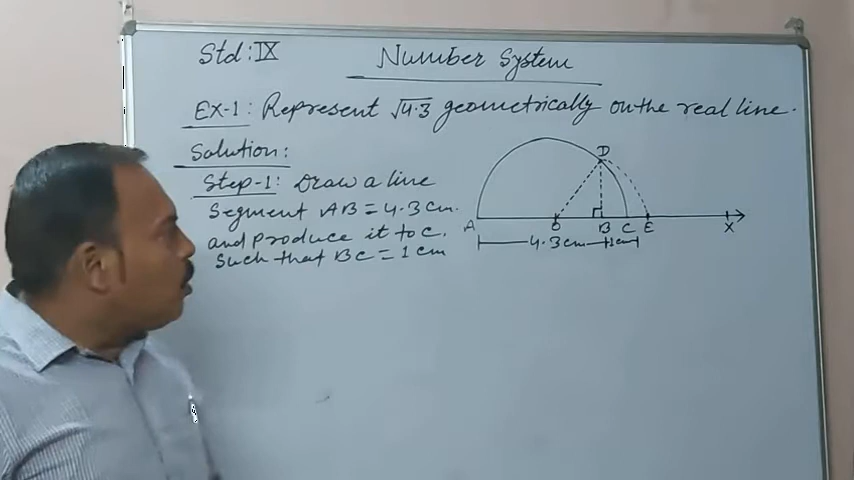 Std: IX
Number System
EX-1: Represent √4.3 geometrically on the real line.
Solution:
Step-1: Draw a line
Segment AB = 4.3 cm.
and produce it to C.
Such that BC = 1 cm
D
A O B C E X
4.3 cm 1cm